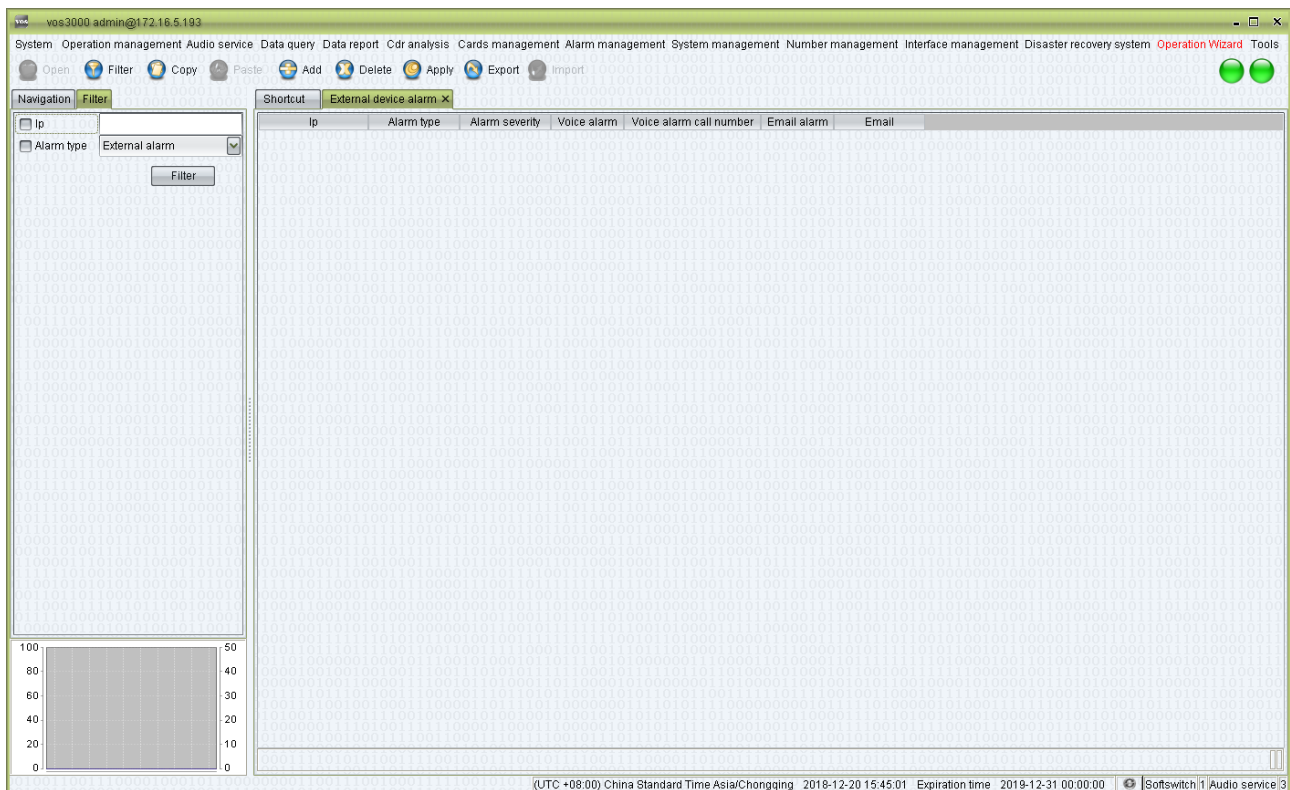 vos vos3000 admin@172.16.5.193
System Operation management Audio service Data query Data report Cdr analysis Cards management Alarm management System management Number management Interface management Disaster recovery system Operation Wizard Tools
Open Filter Copy Paste Add Delete Apply Export Import
Navigation Filter Shortcut External device alarm
Ip
Alarm type External alarm
Filter
Ip Alarm type Alarm severity Voice alarm Voice alarm call number Email alarm Email
100 50
80 40
60 30
40 20
20 10
0 0
(UTC +08:00) China Standard Time Asia/Chongqing 2018-12-20 15:45:01 Expiration time 2019-12-31 00:00:00 Softswitch 1 Audio service 3